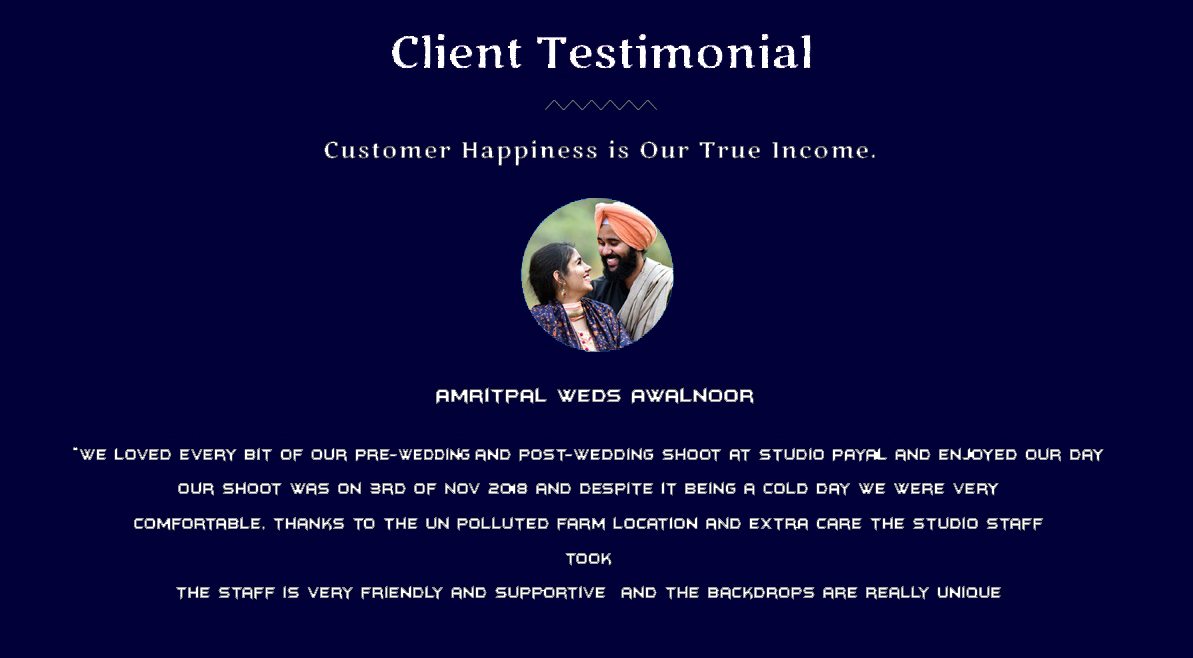 Client Testimonial
Customer Happiness is Our True Income.
AMRITPAL WEDS AWALNOOR
"WE LOVED EVERY BIT OF OUR PRE-WEDDING AND POST-WEDDING SHOOT AT STUDIO PAYAL AND ENJOYED OUR DAY
OUR SHOOT WAS ON 3RD OF NOV 2018 AND DESPITE IT BEING A COLD DAY WE WERE VERY
COMFORTABLE. THANKS TO THE UN POLLUTED FARM LOCATION AND EXTRA CARE THE STUDIO STAFF
TOOK
THE STAFF IS VERY FRIENDLY AND SUPPORTIVE  AND THE BACKDROPS ARE REALLY UNIQUE